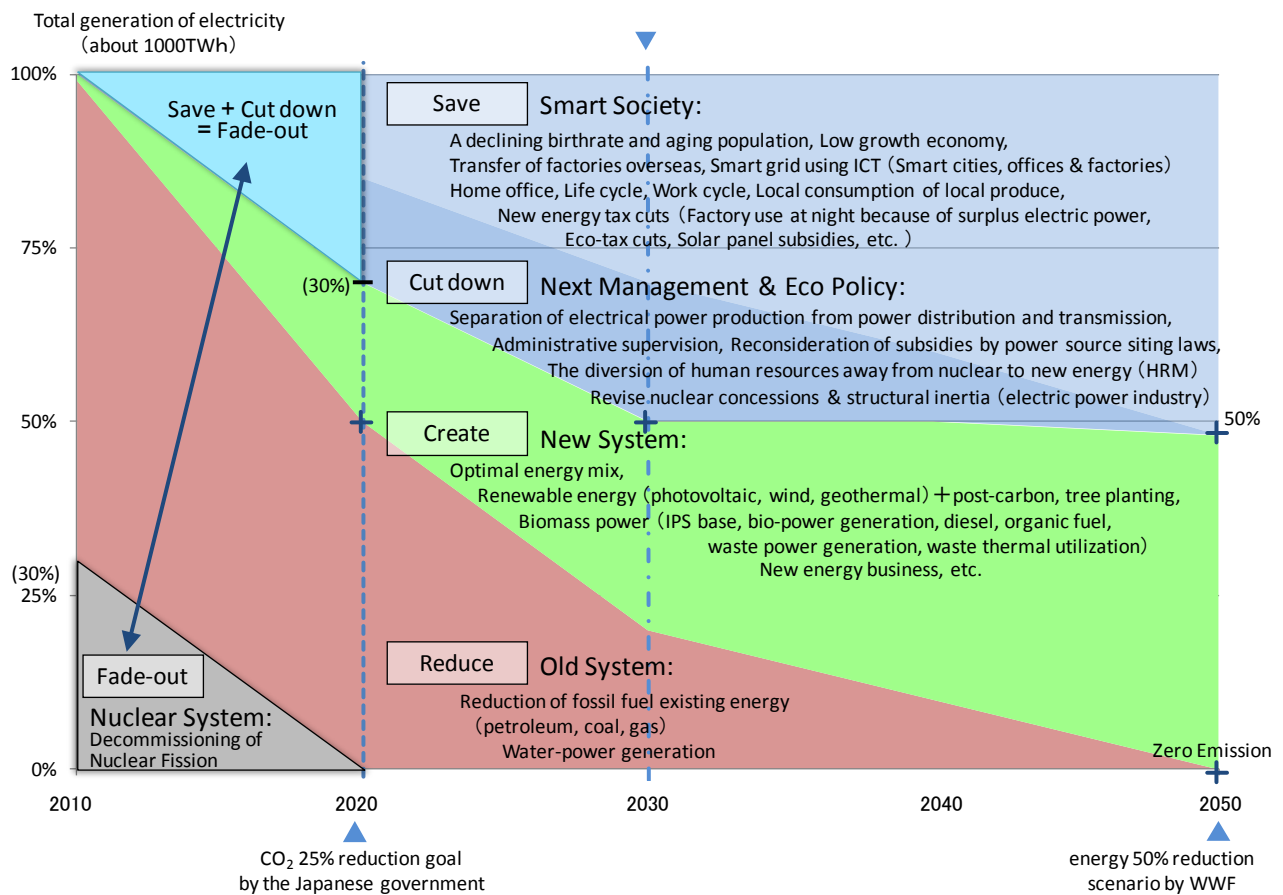 Total generation of electricity
（about 1000TWh）
100%
Save + Cut down
= Fade-out
Save
Smart Society:
A declining birthrate and aging population, Low growth economy,
Transfer of factories overseas, Smart grid using ICT（Smart cities, offices & factories）
Home office, Life cycle, Work cycle, Local consumption of local produce,
New energy tax cuts（Factory use at night because of surplus electric power,
Eco-tax cuts, Solar panel subsidies, etc.）
75%
(30%)
Cut down
Next Management & Eco Policy:
Separation of electrical power production from power distribution and transmission,
Administrative supervision, Reconsideration of subsidies by power source siting laws,
The diversion of human resources away from nuclear to new energy（HRM）
Revise nuclear concessions & structural inertia（electric power industry）
50%
50%
Create
New System:
Optimal energy mix,
Renewable energy（photovoltaic, wind, geothermal）＋post-carbon, tree planting,
Biomass power（IPS base, bio-power generation, diesel, organic fuel,
waste power generation, waste thermal utilization）
New energy business, etc.
(30%)
25%
Reduce
Old System:
Reduction of fossil fuel existing energy
（petroleum, coal, gas）
Water-power generation
Fade-out
Nuclear System:
Decommissioning of
Nuclear Fission
Zero Emission
0%
2010
2020
2030
2040
2050
CO₂ 25% reduction goal
by the Japanese government
energy 50% reduction
scenario by WWF